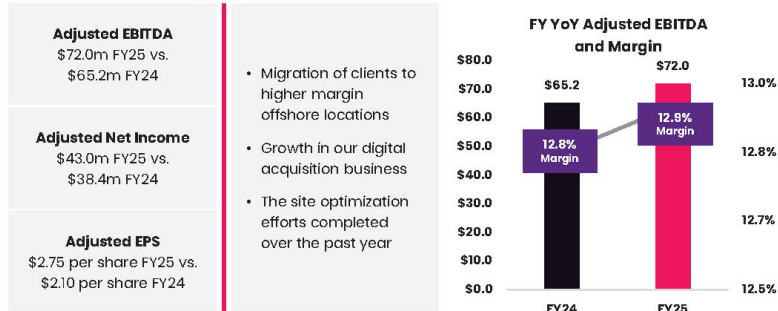 Adjusted EBITDA
$72.0m FY25 vs.
$65.2m FY24
Adjusted Net Income
$43.0m FY25 vs.
$38.4m FY24
Adjusted EPS
$2.75 per share FY25 vs.
$2.10 per share FY24
• Migration of clients to
higher margin
offshore locations
• Growth in our digital
acquisition business
• The site optimization
efforts completed
over the past year
FY YoY Adjusted EBITDA
and Margin
$80.0
$70.0
$60.0
$50.0
$40.0
$30.0
$20.0
$10.0
$0.0
$65.2
$72.0
12.8%
Margin
12.9%
Margin
13.0%
12.8%
12.7%
12.5%
FY24
FY25